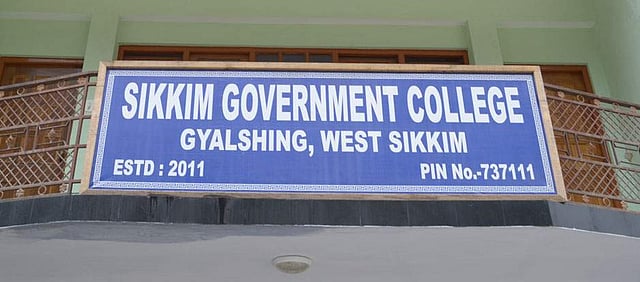 SIKKIM GOVERNMENT COLLEGE
GYALSHING, WEST SIKKIM
ESTD : 2011 PIN No.-737111